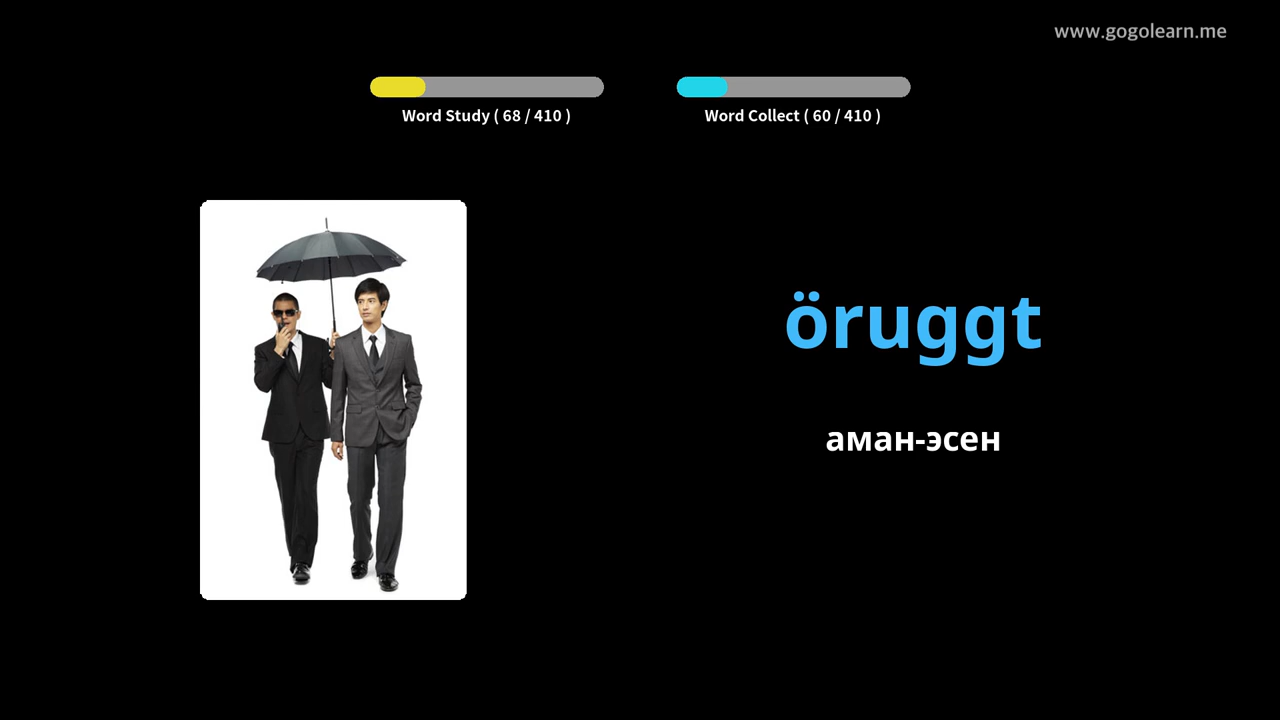 www.gogolearn.me
Word Study ( 68 / 410 )
Word Collect ( 60 / 410 )
öruggt
аман-эсен